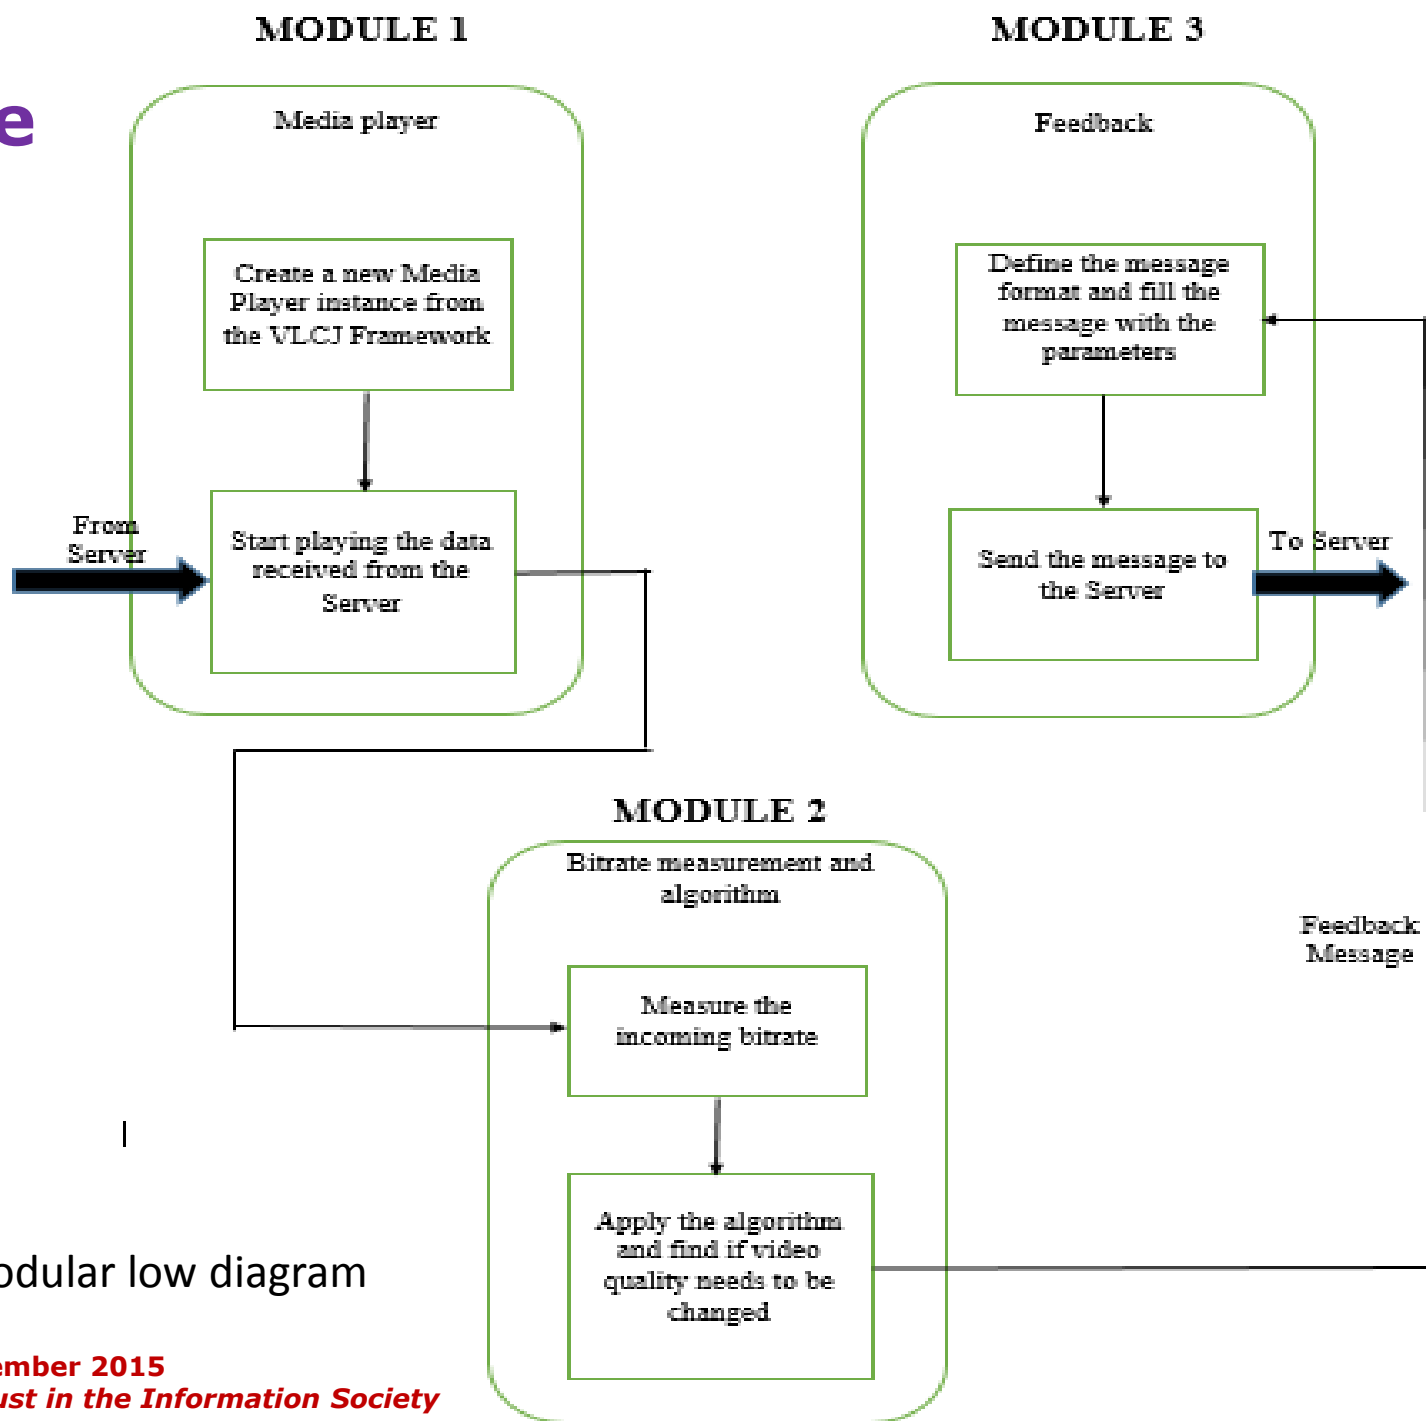 MODULE 1
MODULE 3
e
Media player
Create a new Media
Player instance from
the VLCJ Framework
From
Server
Start playing the data
received from the
Server
Feedback
Define the message
format and fill the
message with the
parameters
Send the message to
the Server
To Server
MODULE 2
Bitrate measurement and
algorithm
Measure the
incoming bitrate
Apply the algorithm
and find if video
quality needs to be
changed
Feedback
Message
odular low diagram
ember 2015
ust in the Information Society